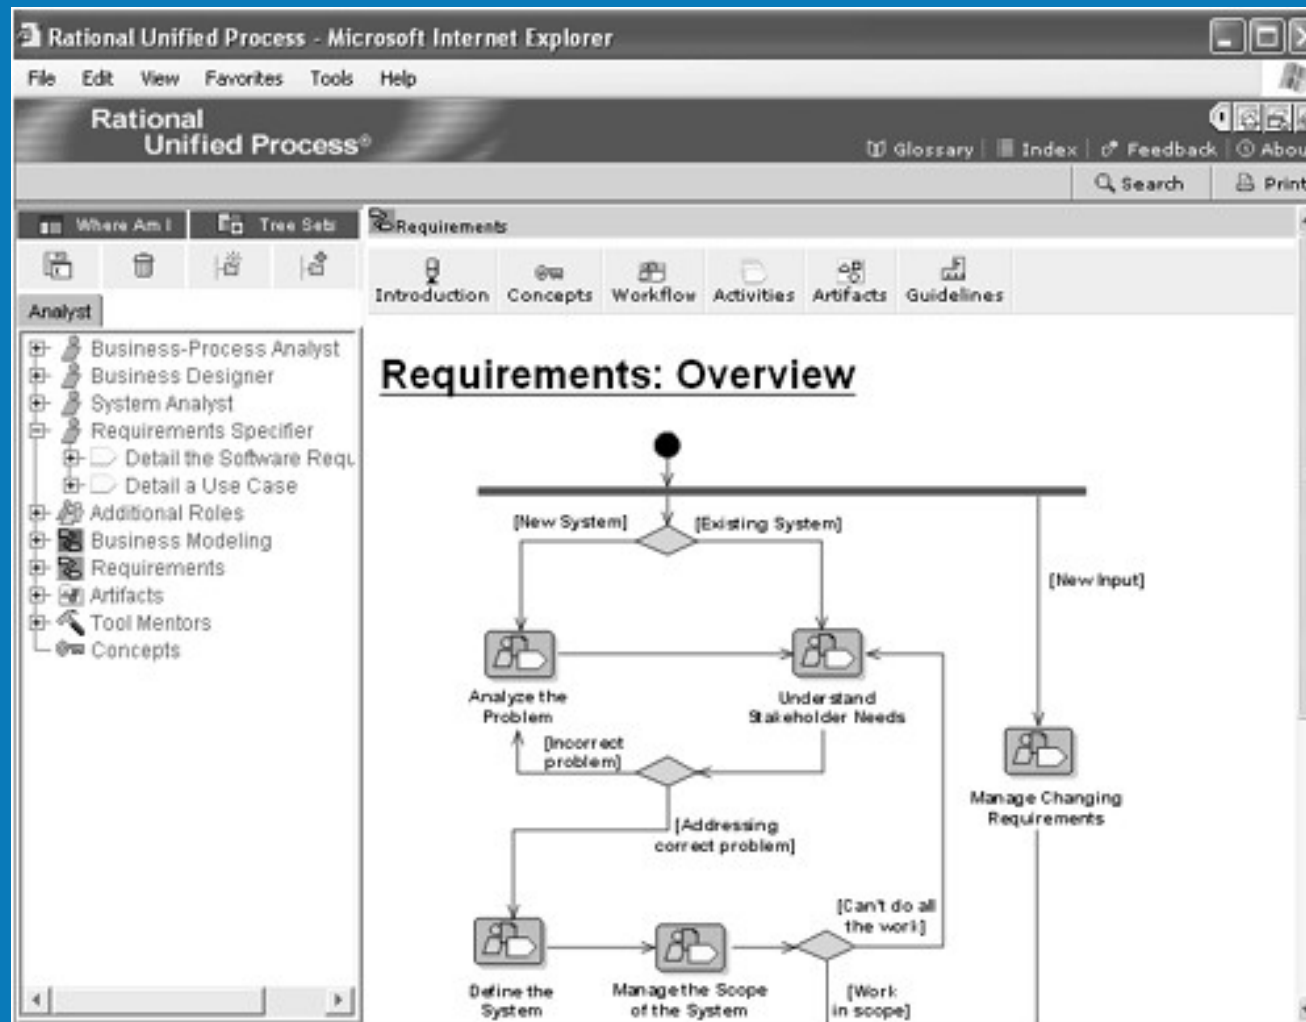 Rational Unified Process - Microsoft Internet Explorer
File Edit View Favorites Tools Help
Rational
Unified Process®
Glossary | Index | Feedback | Abou
Search Print
Where Am I Tree Sets
Requirements
Introduction Concepts Workflow Activities Artifacts Guidelines
Analyst
Business-Process Analyst
Business Designer
System Analyst
Requirements Specifier
Detail the Software Requ
Detail a Use Case
Additional Roles
Business Modeling
Requirements
Artifacts
Tool Mentors
Concepts
Requirements: Overview
[New System] [Existing System]
[New Input]
Analyze the
Problem
Understand
Stakeholder Needs
[Incorrect
problem]
Manage Changing
Requirements
[Addressing
correct problem]
[Can't do all
the work]
Define the
System
Manage the Scope
of the System
[Work
in scope]